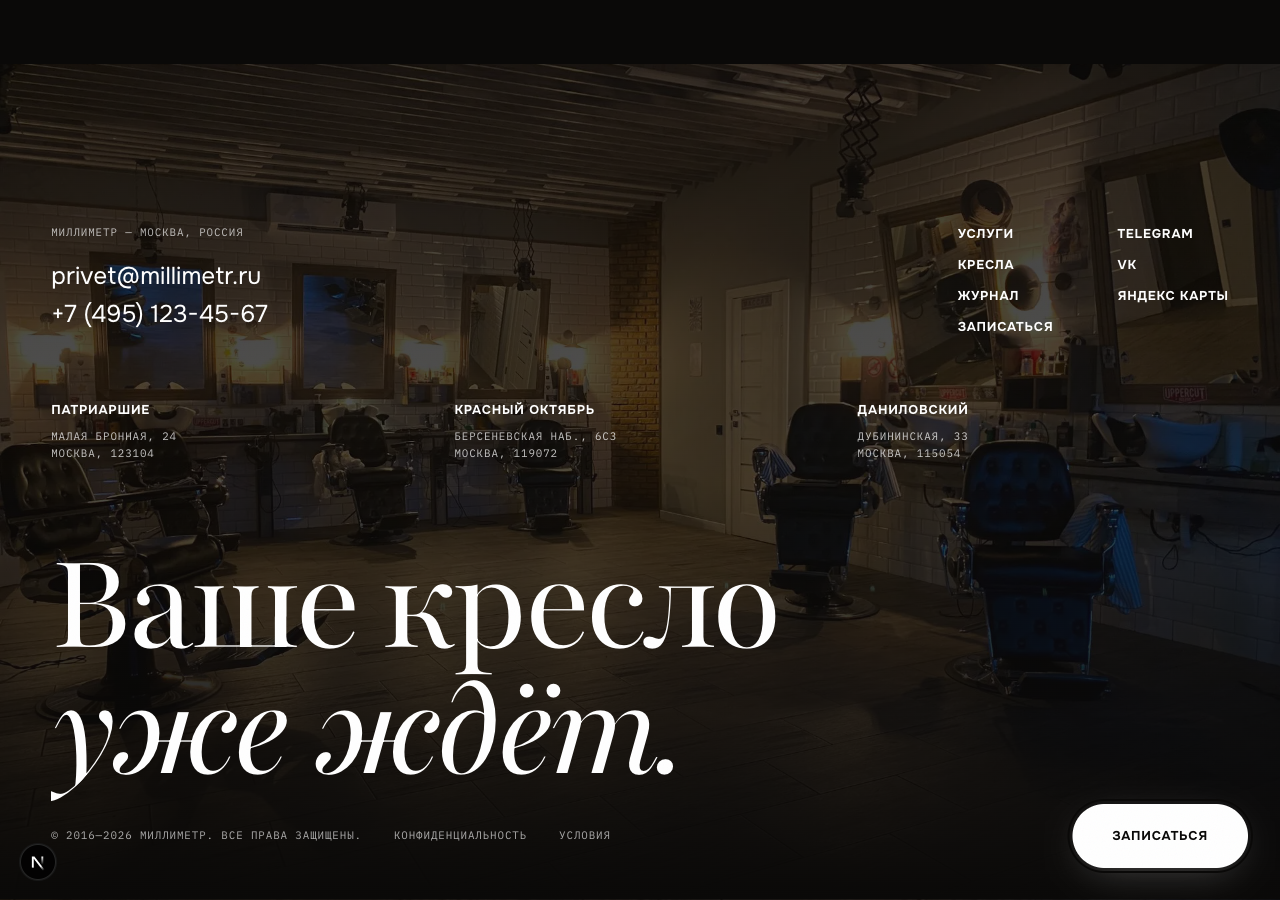 МИЛЛИМЕТР — МОСКВА, РОССИЯ
privet@millimetr.ru
+7 (495) 123-45-67
УСЛУГИ
КРЕСЛА
ЖУРНАЛ
ЗАПИСАТЬСЯ
TELEGRAM
VK
ЯНДЕКС КАРТЫ
ПАТРИАРШИЕ
МАЛАЯ БРОННАЯ, 24
МОСКВА, 123104
КРАСНЫЙ ОКТЯБРЬ
БЕРСЕНЕВСКАЯ НАБ., 6С3
МОСКВА, 119072
ДАНИЛОВСКИЙ
ДУБИНИНСКАЯ, 33
МОСКВА, 115054
UPPERCUT
Ваше кресло
уже ждёт.
© 2016—2026 МИЛЛИМЕТР. ВСЕ ПРАВА ЗАЩИЩЕНЫ.
КОНФИДЕНЦИАЛЬНОСТЬ
УСЛОВИЯ
ЗАПИСАТЬСЯ
N